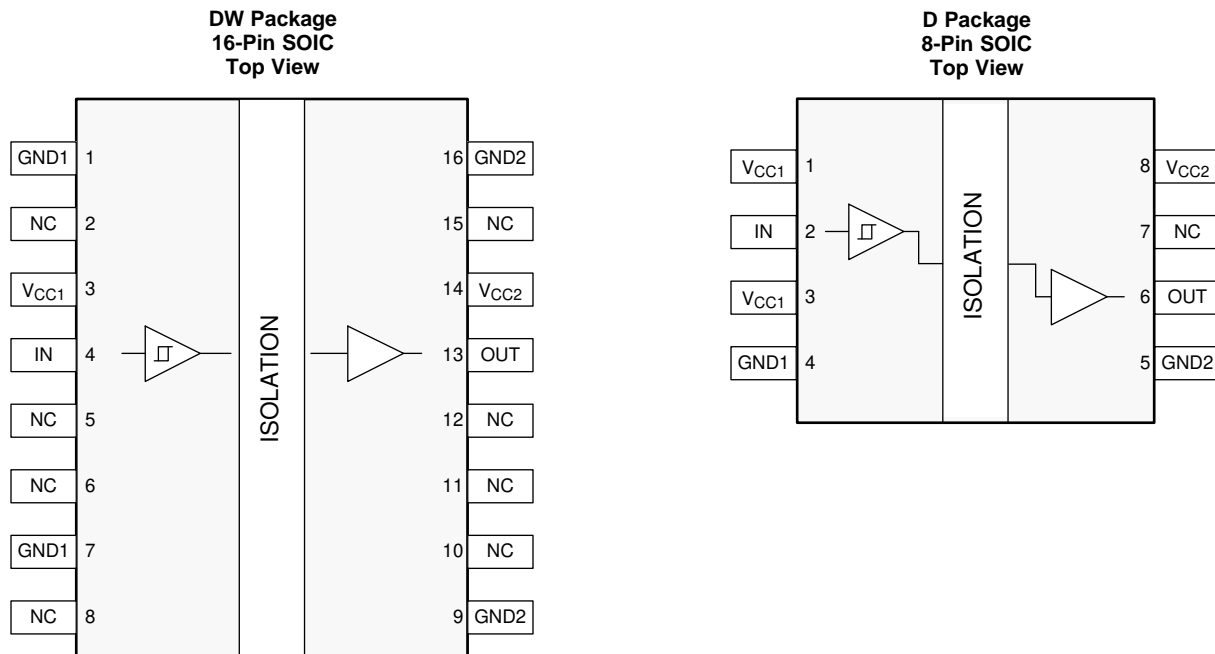 DW Package
16-Pin SOIC
Top View
GND1 1 16 GND2
NC 2 15 NC
VCC1 3 14 VCC2
IN 4 13 OUT
NC 5 12 NC
NC 6 11 NC
GND1 7 10 NC
NC 8 9 GND2
ISOLATION
D Package
8-Pin SOIC
Top View
VCC1 1 8 VCC2
IN 2 7 NC
VCC1 3 6 OUT
GND1 4 5 GND2
ISOLATION